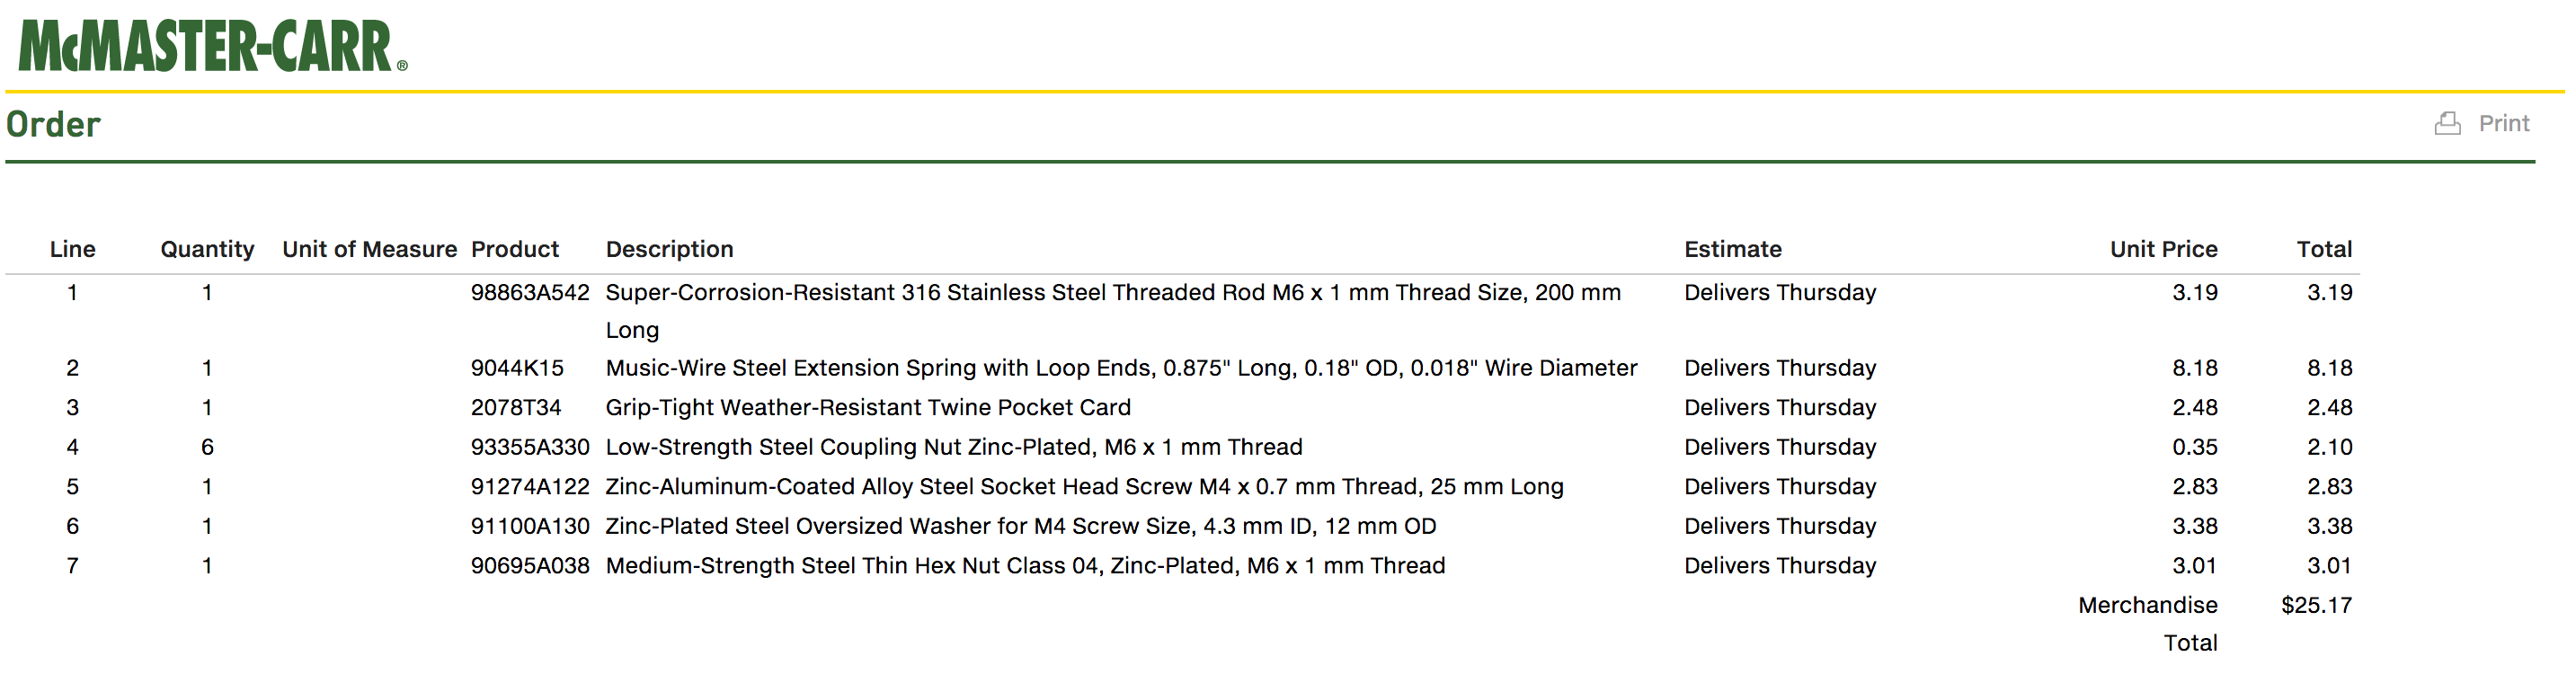 McMASTER-CARR®
Order
Print
Line Quantity Unit of Measure Product Description Estimate Unit Price Total
1 1 98863A542 Super-Corrosion-Resistant 316 Stainless Steel Threaded Rod M6 x 1 mm Thread Size, 200 mm Delivers Thursday 3.19 3.19
Long
2 1 9044K15 Music-Wire Steel Extension Spring with Loop Ends, 0.875" Long, 0.18" OD, 0.018" Wire Diameter Delivers Thursday 8.18 8.18
3 1 2078T34 Grip-Tight Weather-Resistant Twine Pocket Card Delivers Thursday 2.48 2.48
4 6 93355A330 Low-Strength Steel Coupling Nut Zinc-Plated, M6 x 1 mm Thread Delivers Thursday 0.35 2.10
5 1 91274A122 Zinc-Aluminum-Coated Alloy Steel Socket Head Screw M4 x 0.7 mm Thread, 25 mm Long Delivers Thursday 2.83 2.83
6 1 91100A130 Zinc-Plated Steel Oversized Washer for M4 Screw Size, 4.3 mm ID, 12 mm OD Delivers Thursday 3.38 3.38
7 1 90695A038 Medium-Strength Steel Thin Hex Nut Class 04, Zinc-Plated, M6 x 1 mm Thread Delivers Thursday 3.01 3.01
Merchandise $25.17
Total